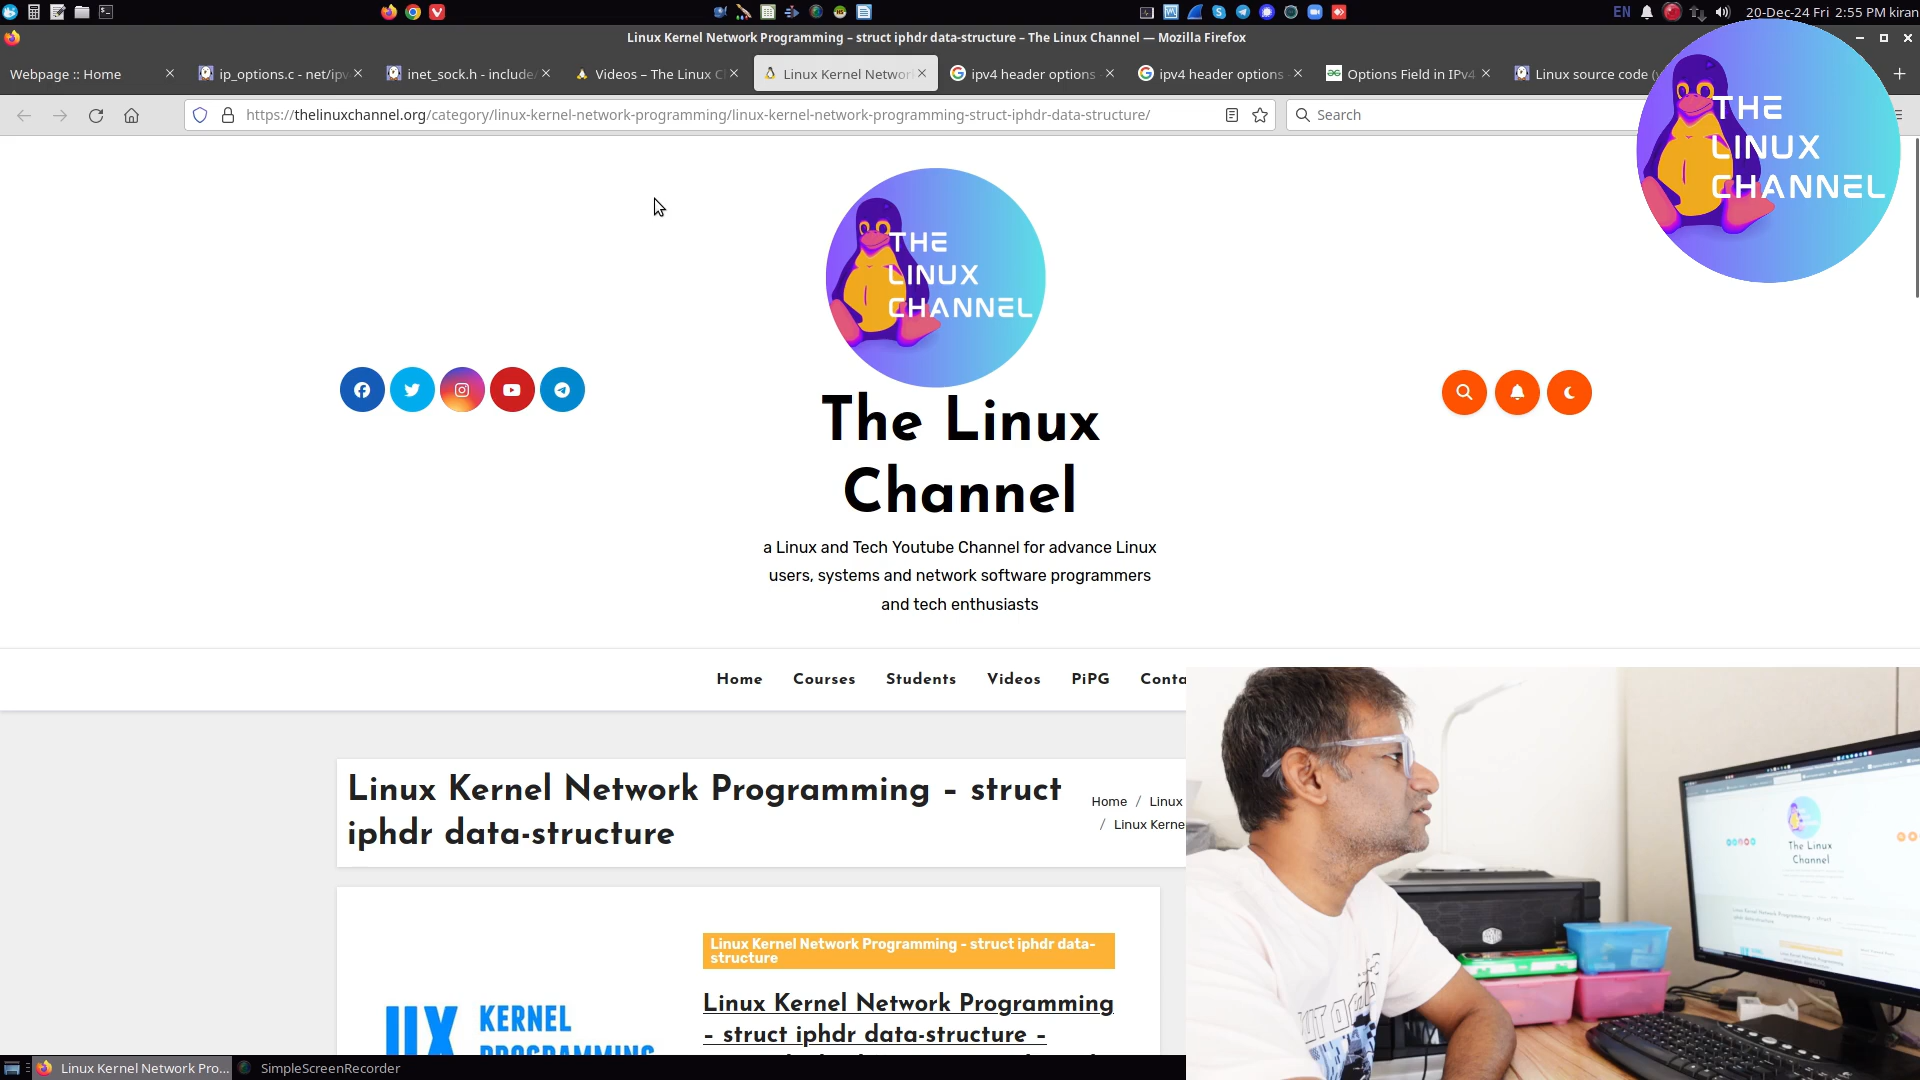 EN
20-Dec-24 Fri 2:55 PM kiran
Linux Kernel Network Programming – struct iphdr data-structure – The Linux Channel — Mozilla Firefox
Webpage :: Home
ip_options.c - net/ipv
inet_sock.h - include
Videos – The Linux C
Linux Kernel Networ
ipv4 header options
ipv4 header options
Options Field in IPv4
Linux source code (v
https://thelinuxchannel.org/category/linux-kernel-network-programming/linux-kernel-network-programming-struct-iphdr-data-structure/
Search
THE
LINUX
CHANNEL
THE
LINUX
CHANNEL
The Linux
Channel
a Linux and Tech Youtube Channel for advance Linux
users, systems and network software programmers
and tech enthusiasts
Home Courses Students Videos PiPG Conta
Linux Kernel Network Programming – struct
iphdr data-structure
Home / Linux
/ Linux Kerne
Linux Kernel Network Programming - struct iphdr data-
structure
Linux Kernel Network Programming
– struct iphdr data-structure –
UX KERNEL
PROGRAMMING
The Linux
Channel
Linux Kernel Network Pro...
SimpleScreenRecorder